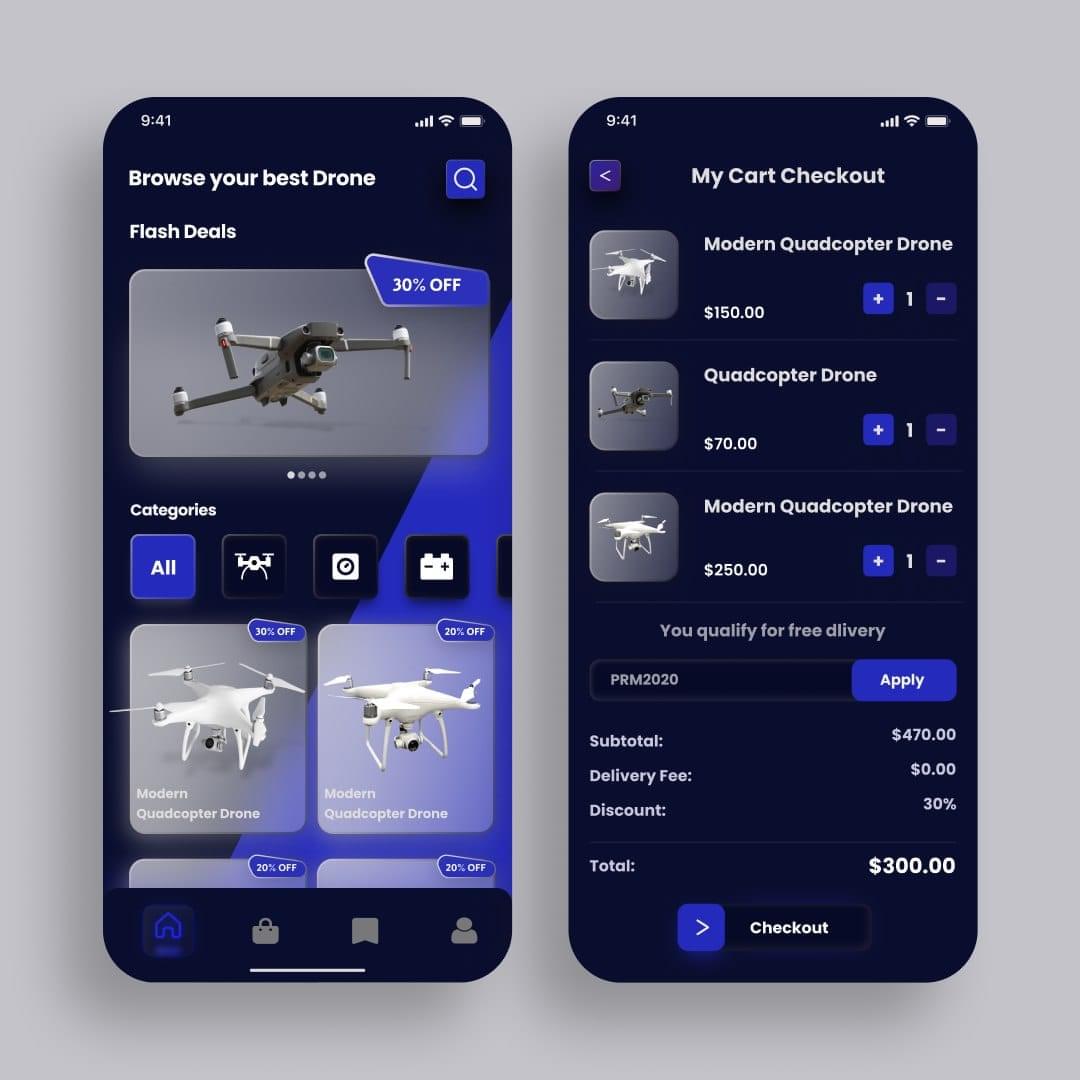 9:41
Browse your best Drone
Flash Deals
30% OFF
Categories
All
30% OFF
20% OFF
Modern
Quadcopter Drone
Modern
Quadcopter Drone
20% OFF
20% OFF
9:41
<
My Cart Checkout
Modern Quadcopter Drone
$150.00
+ 1 -
Quadcopter Drone
$70.00
+ 1 -
Modern Quadcopter Drone
$250.00
+ 1 -
You qualify for free dlivery
PRM2020
Apply
Subtotal: $470.00
Delivery Fee: $0.00
Discount: 30%
Total: $300.00
> Checkout